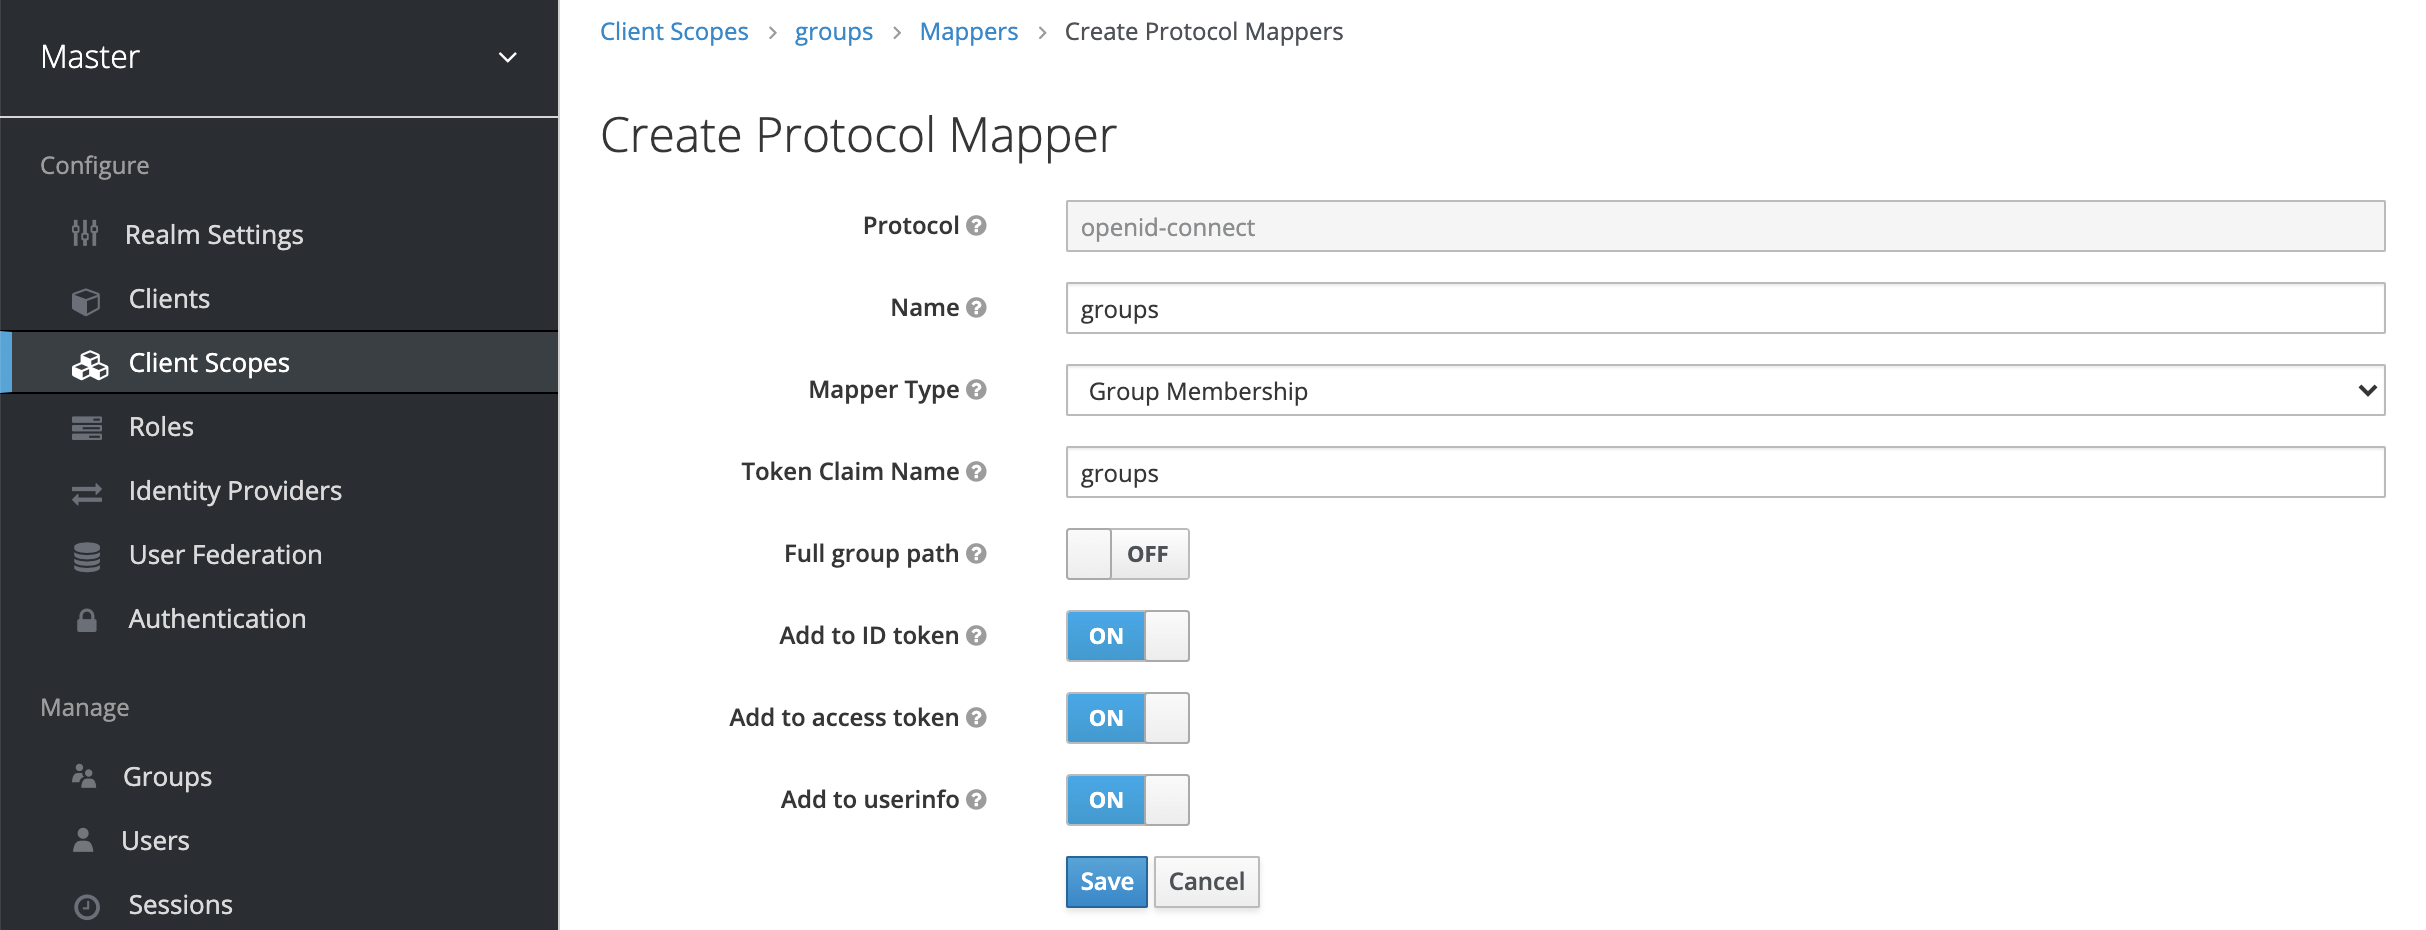 Master
Configure
Realm Settings
Clients
Client Scopes
Roles
Identity Providers
User Federation
Authentication
Manage
Groups
Users
Sessions
Client Scopes > groups > Mappers > Create Protocol Mappers
Create Protocol Mapper
Protocol ? openid-connect
Name ? groups
Mapper Type ? Group Membership
Token Claim Name ? groups
Full group path ? OFF
Add to ID token ? ON
Add to access token ? ON
Add to userinfo ? ON
Save Cancel